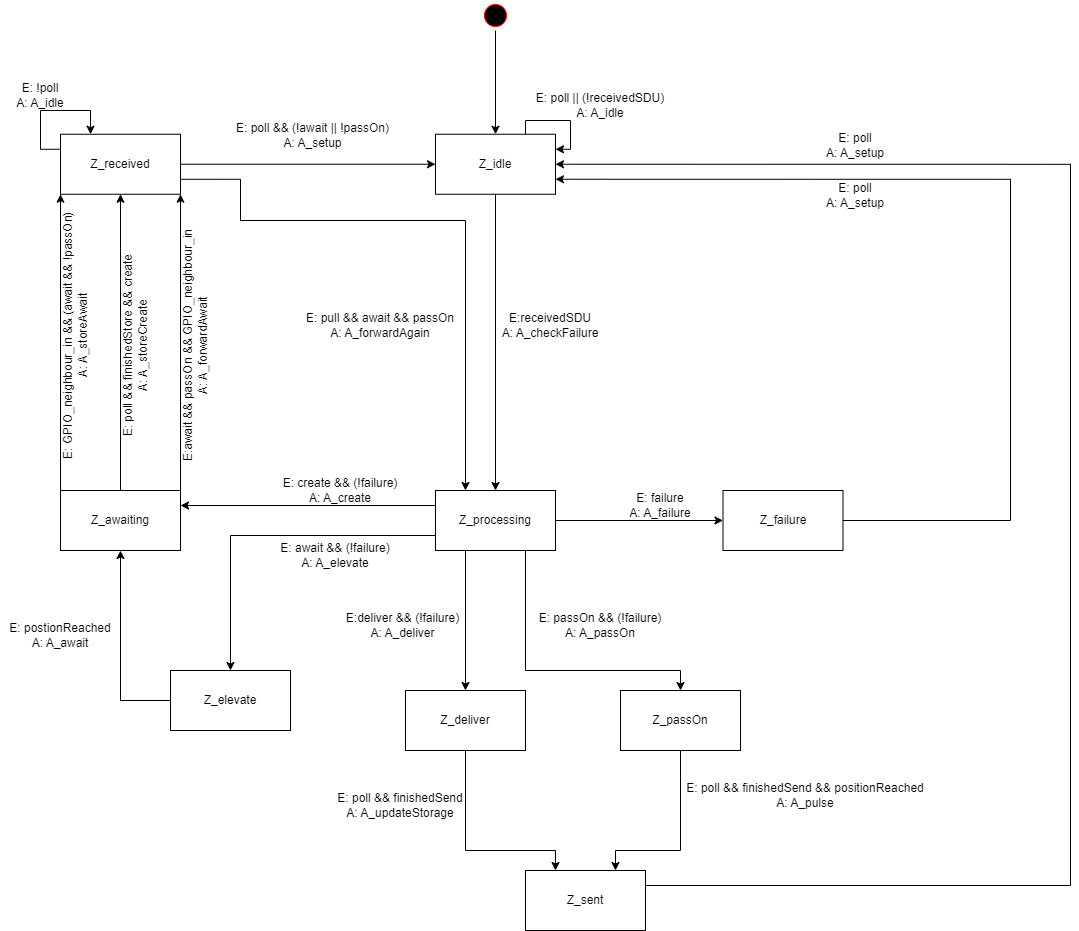 E: !poll
A: A_idle
E: poll || (!receivedSDU)
A: A_idle
E: poll && (!await || !passOn)
A: A_setup
E: poll
A: A_setup
Z_received
Z_idle
E: poll
A: A_setup
E: GPIO_neighbour_in && (await && !passOn)
A: A_storeAwait
E: poll && finishedStore && create
A: A_storeCreate
E:await && passOn && GPIO_neighbour_in
A: A_forwardAwait
E: pull && await && passOn
A: A_forwardAgain
E:receivedSDU
A: A_checkFailure
E: create && (!failure)
A: A_create
E: failure
A: A_failure
Z_awaiting
Z_processing
Z_failure
E: await && (!failure)
A: A_elevate
E: postionReached
A: A_await
E:deliver && (!failure)
A: A_deliver
E: passOn && (!failure)
A: A_passOn
Z_elevate
Z_deliver
Z_passOn
E: poll && finishedSend
A: A_updateStorage
E: poll && finishedSend && positionReached
A: A_pulse
Z_sent